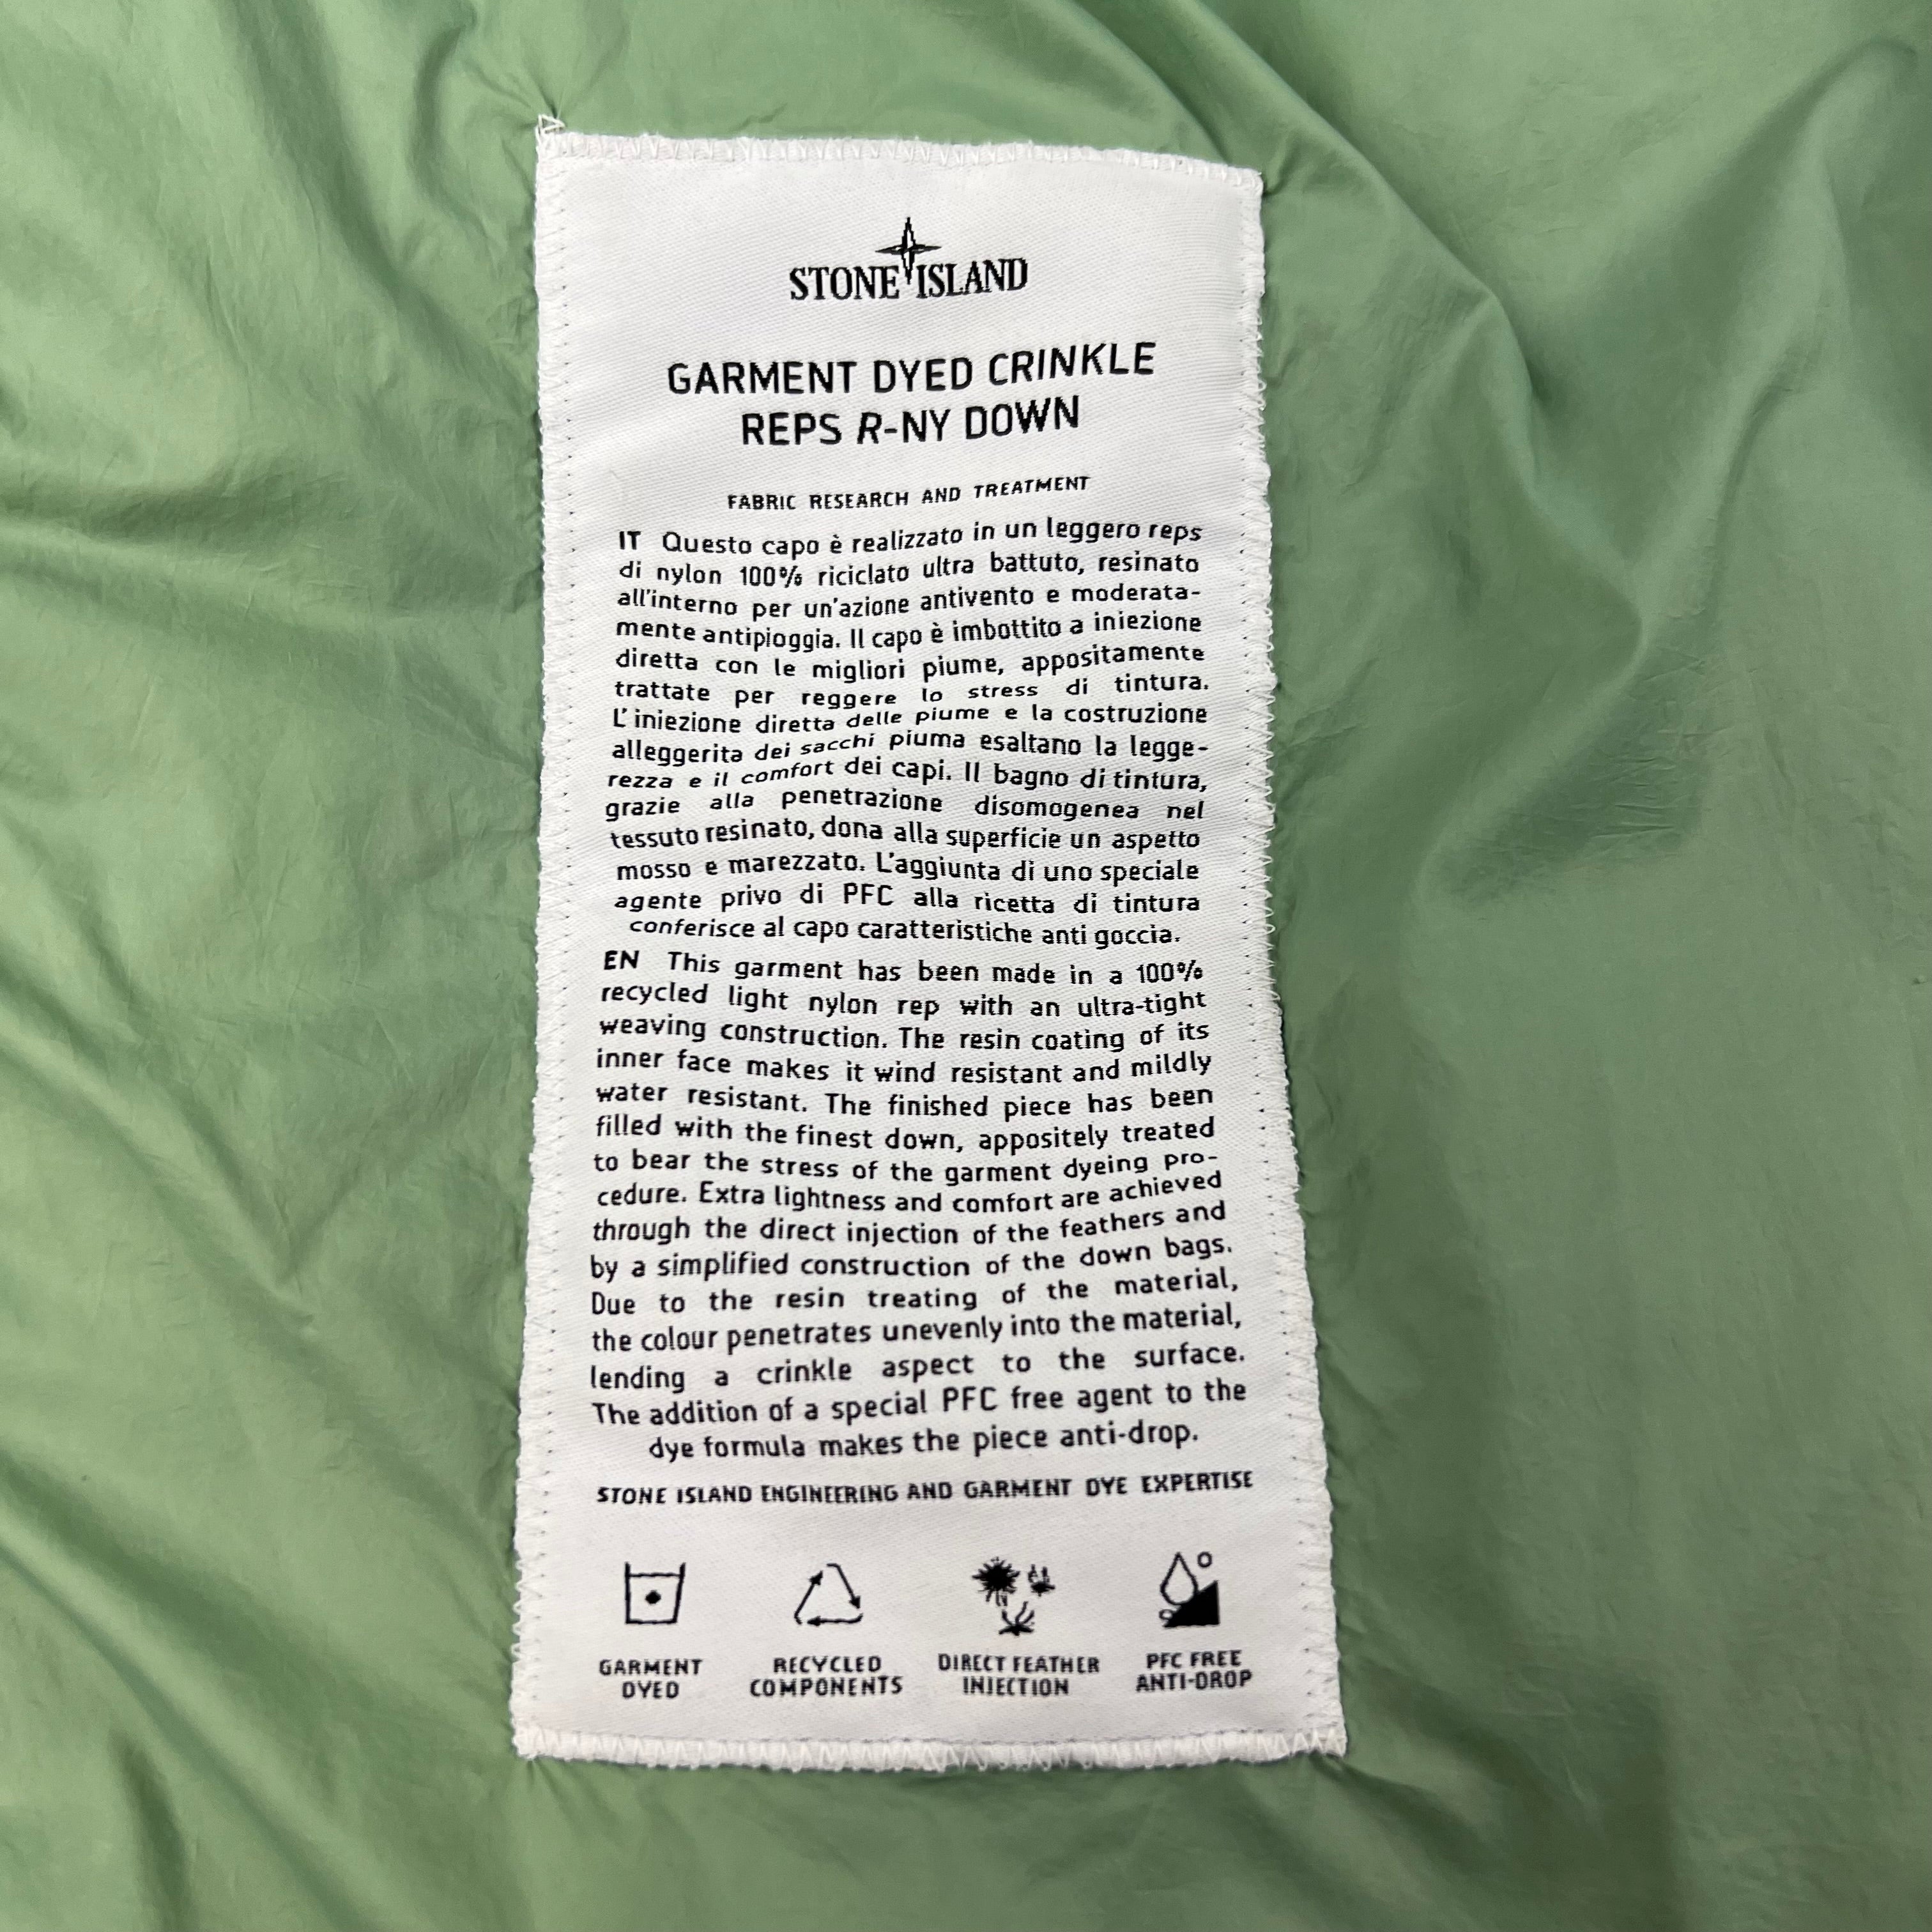 STONE ISLAND
GARMENT DYED CRINKLE
REPS R-NY DOWN
FABRIC RESEARCH AND TREATMENT
IT Questo capo è realizzato in un leggero reps
di nylon 100% riciclato ultra battuto, resinato
all'interno per un'azione antivento e moderata-
mente antipioggia. Il capo è imbottito a iniezione
diretta con le migliori piume, appositamente
trattate per reggere lo stress di tintura.
L'iniezione diretta delle piume e la costruzione
alleggerita dei sacchi piuma esaltano la legge-
rezza e il comfort dei capi. Il bagno di tintura,
grazie alla penetrazione disomogenea nel
tessuto resinato, dona alla superficie un aspetto
mosso e marezzato. L'aggiunta di uno speciale
agente privo di PFC alla ricetta di tintura
conferisce al capo caratteristiche anti goccia.
EN This garment has been made in a 100%
recycled light nylon rep with an ultra-tight
weaving construction. The resin coating of its
inner face makes it wind resistant and mildly
water resistant. The finished piece has been
filled with the finest down, appositely treated
to bear the stress of the garment dyeing pro-
cedure. Extra lightness and comfort are achieved
through the direct injection of the feathers and
by a simplified construction of the down bags.
Due to the resin treating of the material,
the colour penetrates unevenly into the material,
lending a crinkle aspect to the surface.
The addition of a special PFC free agent to the
dye formula makes the piece anti-drop.
STONE ISLAND ENGINEERING AND GARMENT DYE EXPERTISE
GARMENT
DYED
RECYCLED
COMPONENTS
DIRECT FEATHER
INJECTION
PFC FREE
ANTI-DROP